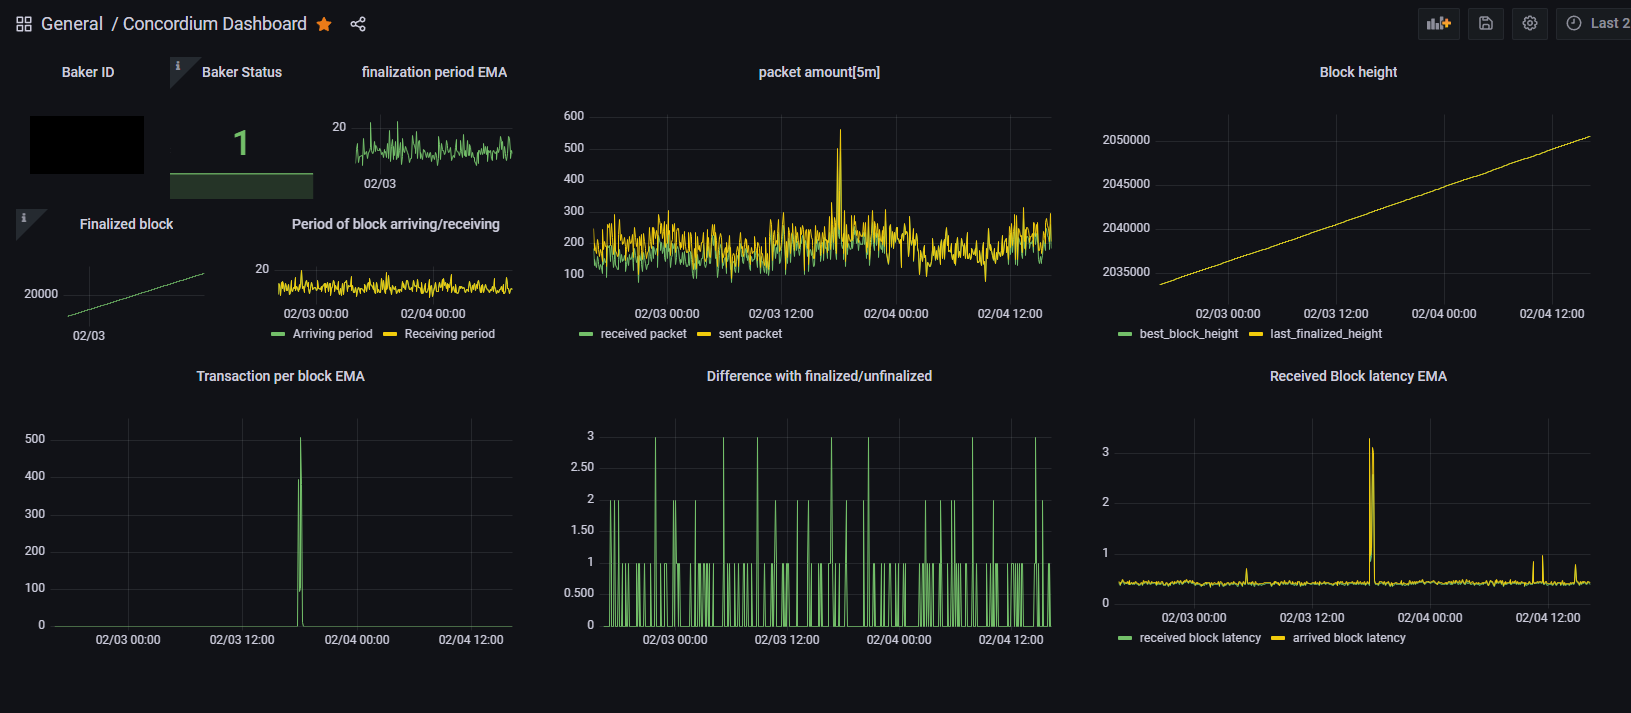 General / Concordium Dashboard
Last 2
Baker ID
Baker Status
1
finalization period EMA
20
02/03
packet amount[5m]
600
500
400
300
200
100
02/03 00:00 02/03 12:00 02/04 00:00 02/04 12:00
received packet sent packet
Block height
2050000
2045000
2040000
2035000
02/03 00:00 02/03 12:00 02/04 00:00 02/04 12:00
best_block_height last_finalized_height
Finalized block
20000
02/03
Period of block arriving/receiving
20
02/03 00:00 02/04 00:00
Arriving period Receiving period
Transaction per block EMA
500
400
300
200
100
0
02/03 00:00 02/03 12:00 02/04 00:00 02/04 12:00
Difference with finalized/unfinalized
3
2.50
2
1.50
1
0.500
0
02/03 00:00 02/03 12:00 02/04 00:00 02/04 12:00
Received Block latency EMA
3
2
1
0
02/03 00:00 02/03 12:00 02/04 00:00 02/04 12:00
received block latency arrived block latency